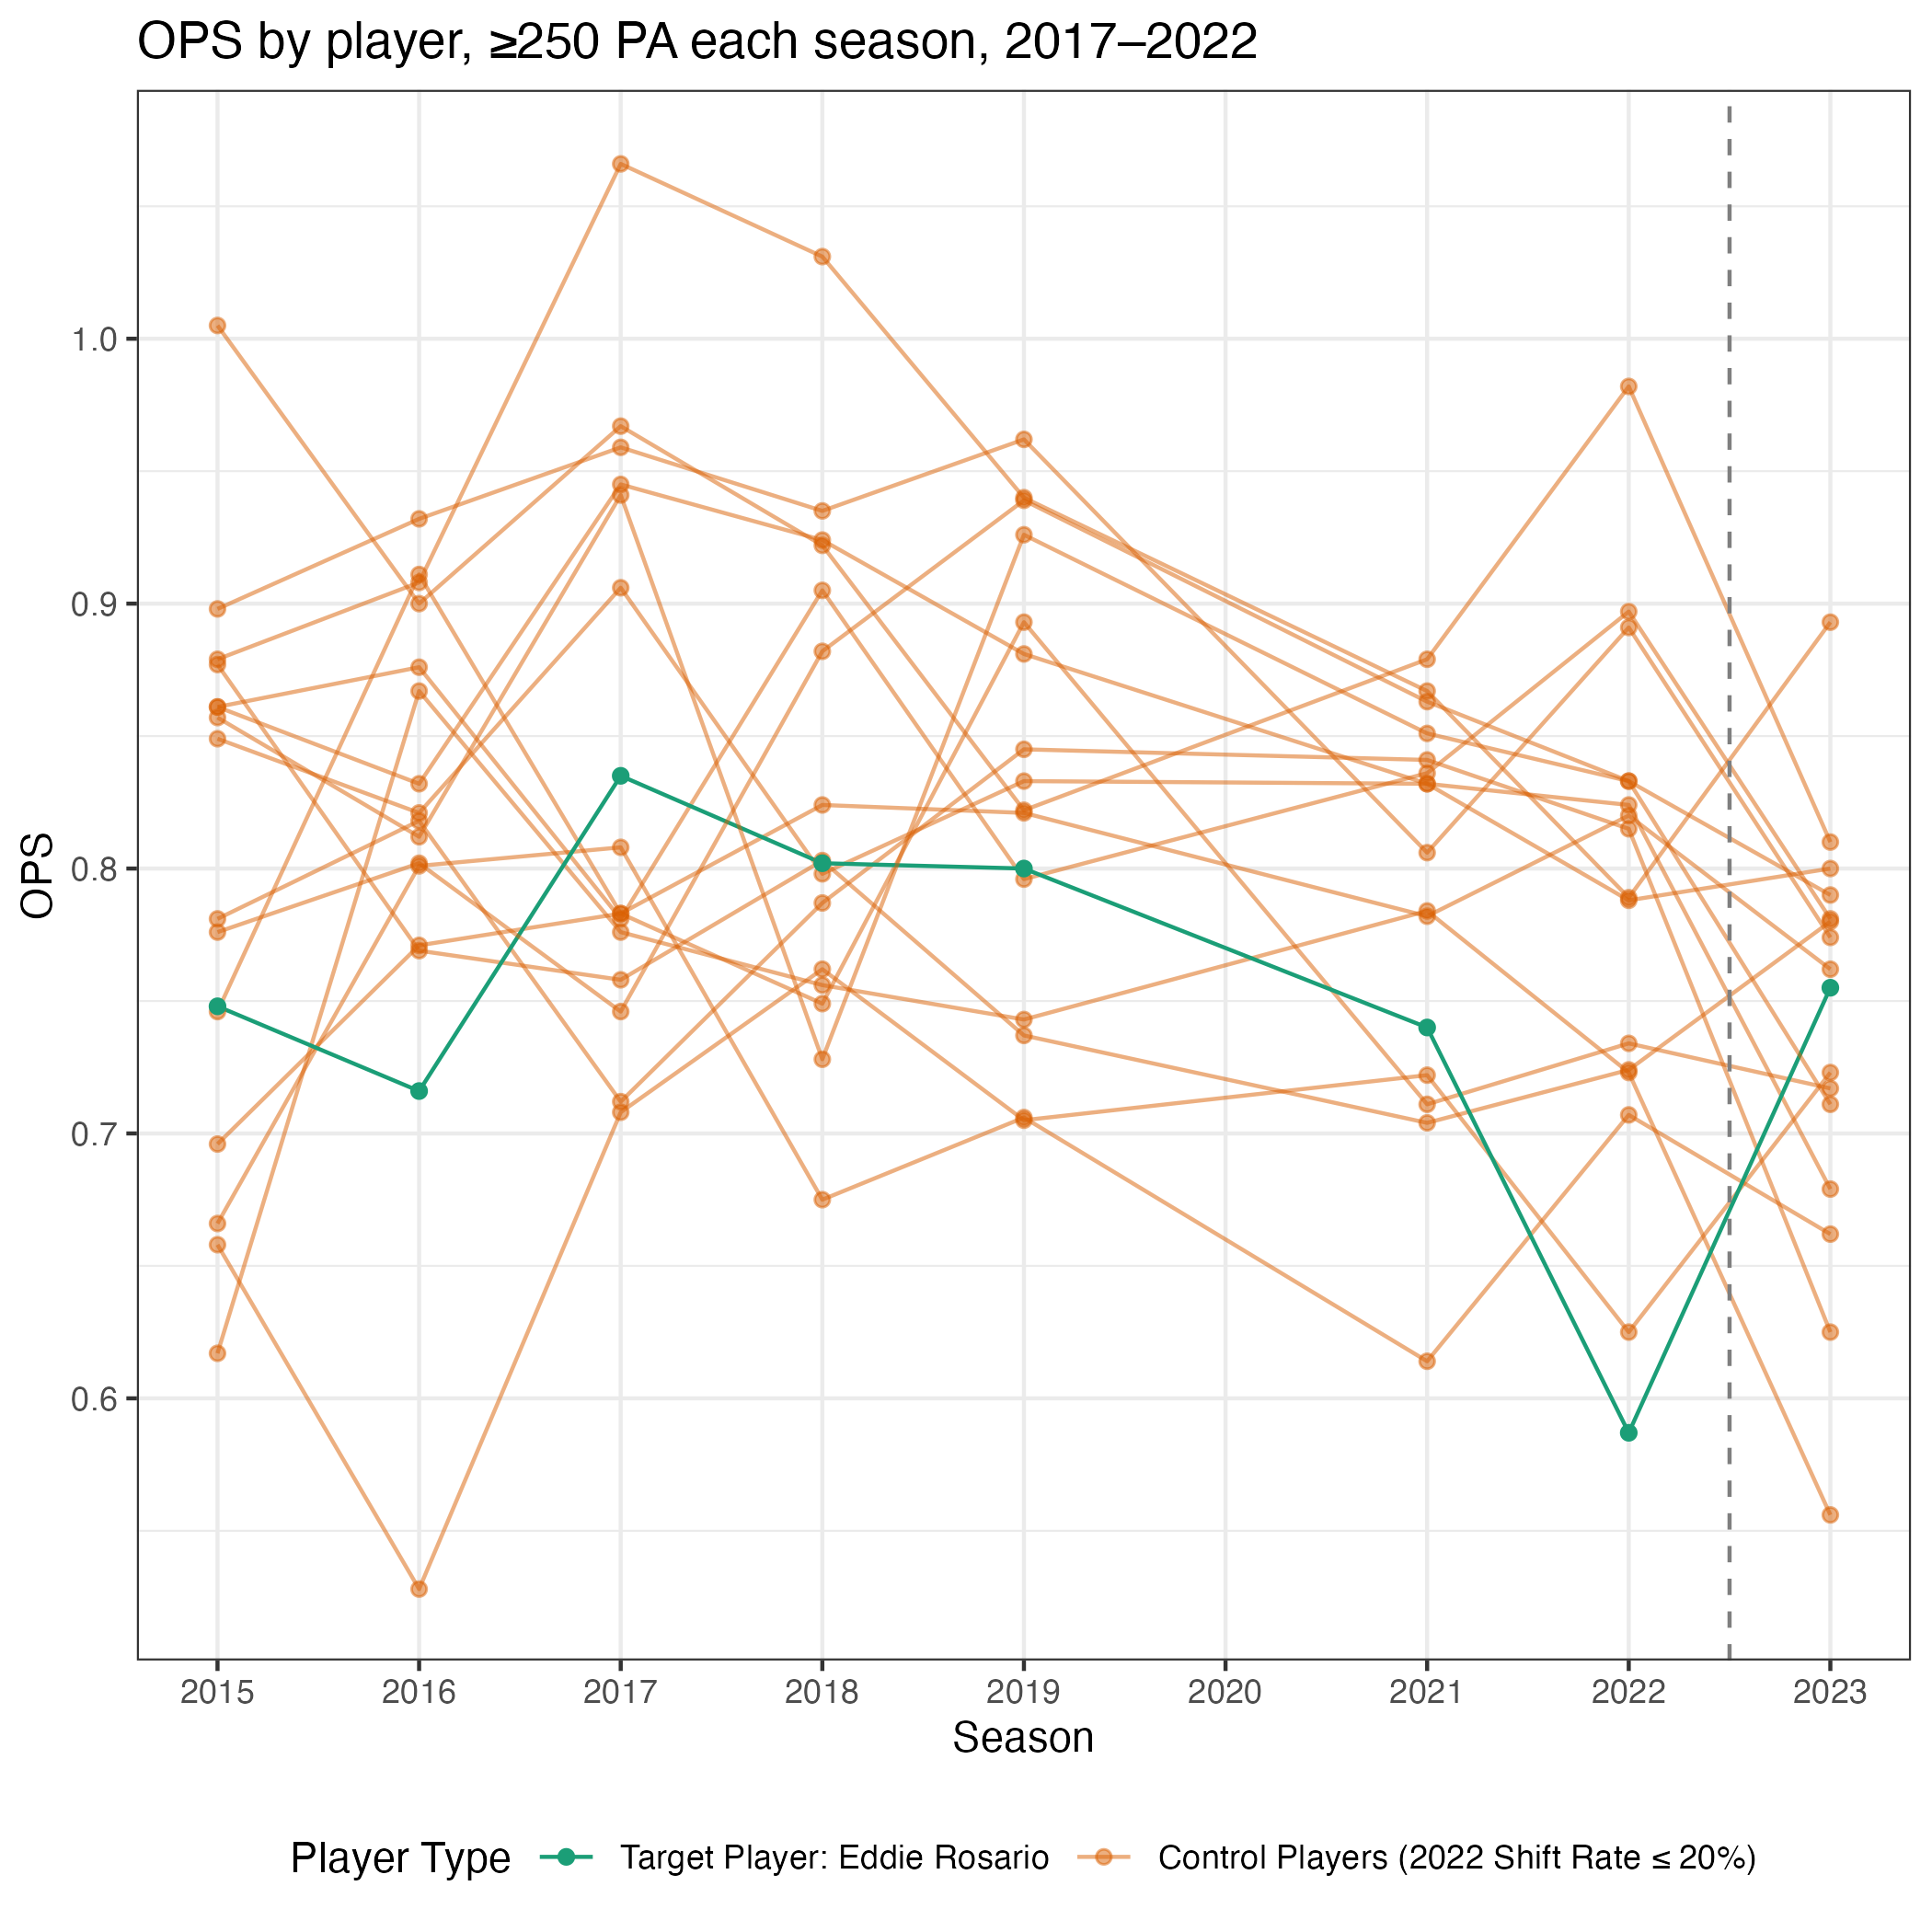 OPS by player, ≥250 PA each season, 2017–2022
OPS
1.0
0.9
0.8
0.7
0.6
2015 2016 2017 2018 2019 2020 2021 2022 2023
Season
Player Type Target Player: Eddie Rosario Control Players (2022 Shift Rate ≤ 20%)